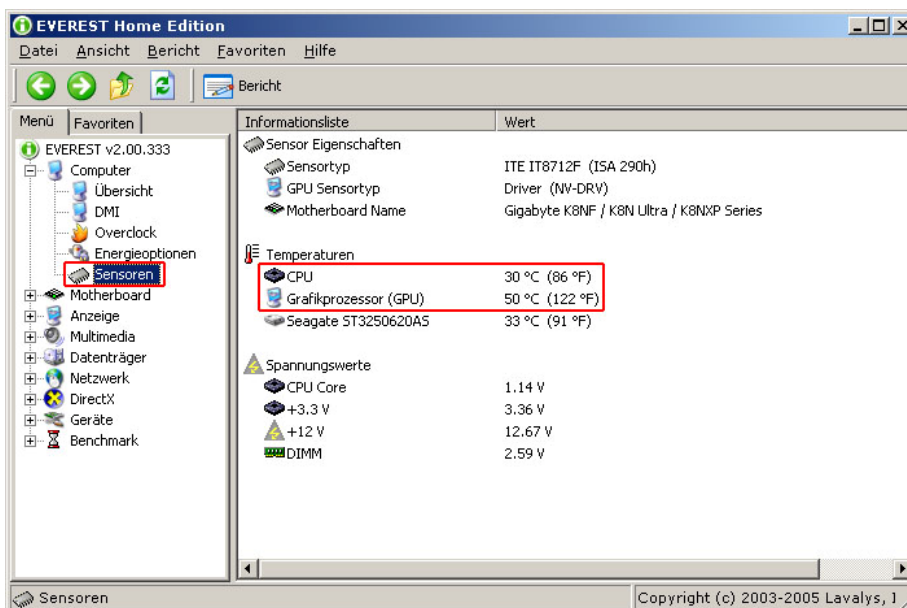 EVEREST Home Edition
Datei Ansicht Bericht Favoriten Hilfe
Bericht
Menü Favoriten
EVEREST v2.00.333
Computer
Übersicht
DMI
Overclock
Energieoptionen
Sensoren
Motherboard
Anzeige
Multimedia
Datenträger
Netzwerk
DirectX
Geräte
Benchmark
Informationsliste Wert
Sensor Eigenschaften
Sensortyp ITE IT8712F (ISA 290h)
GPU Sensortyp Driver (NV-DRV)
Motherboard Name Gigabyte K8NF / K8N Ultra / K8NXP Series
Temperaturen
CPU 30 °C (86 °F)
Grafikprozessor (GPU) 50 °C (122 °F)
Seagate ST3250620AS 33 °C (91 °F)
Spannungswerte
CPU Core 1.14 V
+3.3 V 3.36 V
+12 V 12.67 V
DIMM 2.59 V
Sensoren Copyright (c) 2003-2005 Lavalys, I